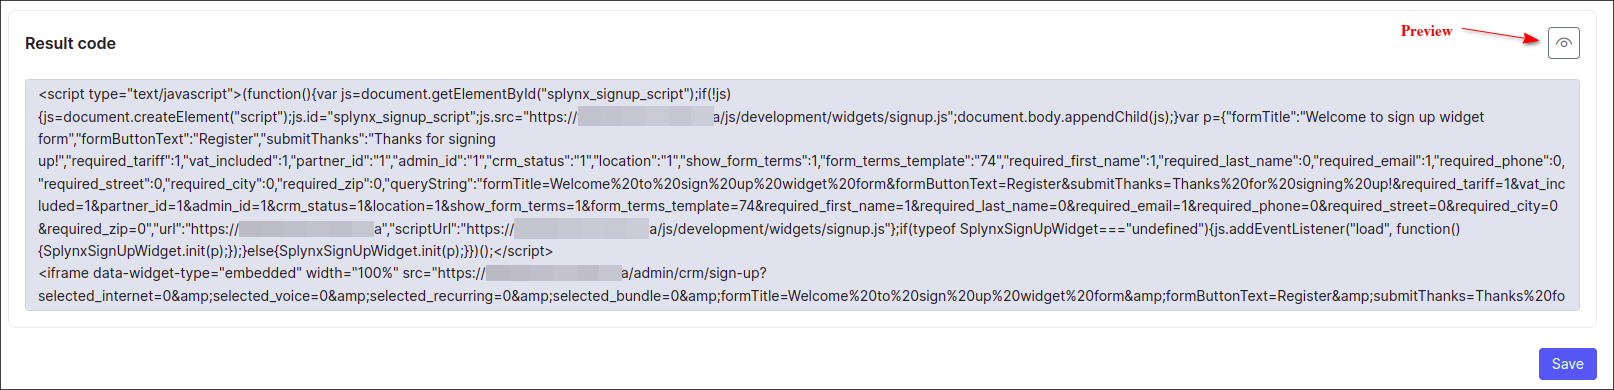 Result code
Preview
<script type="text/javascript">(function(){var js=document.getElementById("splynx_signup_script");if(!js)
{js=document.createElement("script");js.id="splynx_signup_script";js.src="https:// a/js/development/widgets/signup.js";document.body.appendChild(js);}var p={"formTitle":"Welcome to sign up widget
form","formButtonText":"Register","submitThanks":"Thanks for signing
up!","required_tariff":1,"vat_included":1,"partner_id":"1","admin_id":"1","crm_status":"1","location":"1","show_form_terms":1,"form_terms_template":"74","required_first_name":1,"required_last_name":0,"required_email":1,"required_phone":0,
"required_street":0,"required_city":0,"required_zip":0,"queryString":"formTitle=Welcome%20to%20sign%20up%20widget%20form&formButtonText=Register&submitThanks=Thanks%20for%20signing%20up!&required_tariff=1&vat_inc
luded=1&partner_id=1&admin_id=1&crm_status=1&location=1&show_form_terms=1&form_terms_template=74&required_first_name=1&required_last_name=0&required_email=1&required_phone=0&required_street=0&required_city=0
&required_zip=0","url":"https:// a","scriptUrl":"https:// a/js/development/widgets/signup.js"};if(typeof SplynxSignUpWidget==="undefined"){js.addEventListener("load", function()
{SplynxSignUpWidget.init(p);});}else{SplynxSignUpWidget.init(p);}})();</script>
<iframe data-widget-type="embedded" width="100%" src="https:// a/admin/crm/sign-up?
selected_internet=0&amp;selected_voice=0&amp;selected_recurring=0&amp;selected_bundle=0&amp;formTitle=Welcome%20to%20sign%20up%20widget%20form&amp;formButtonText=Register&amp;submitThanks=Thanks%20fo
Save